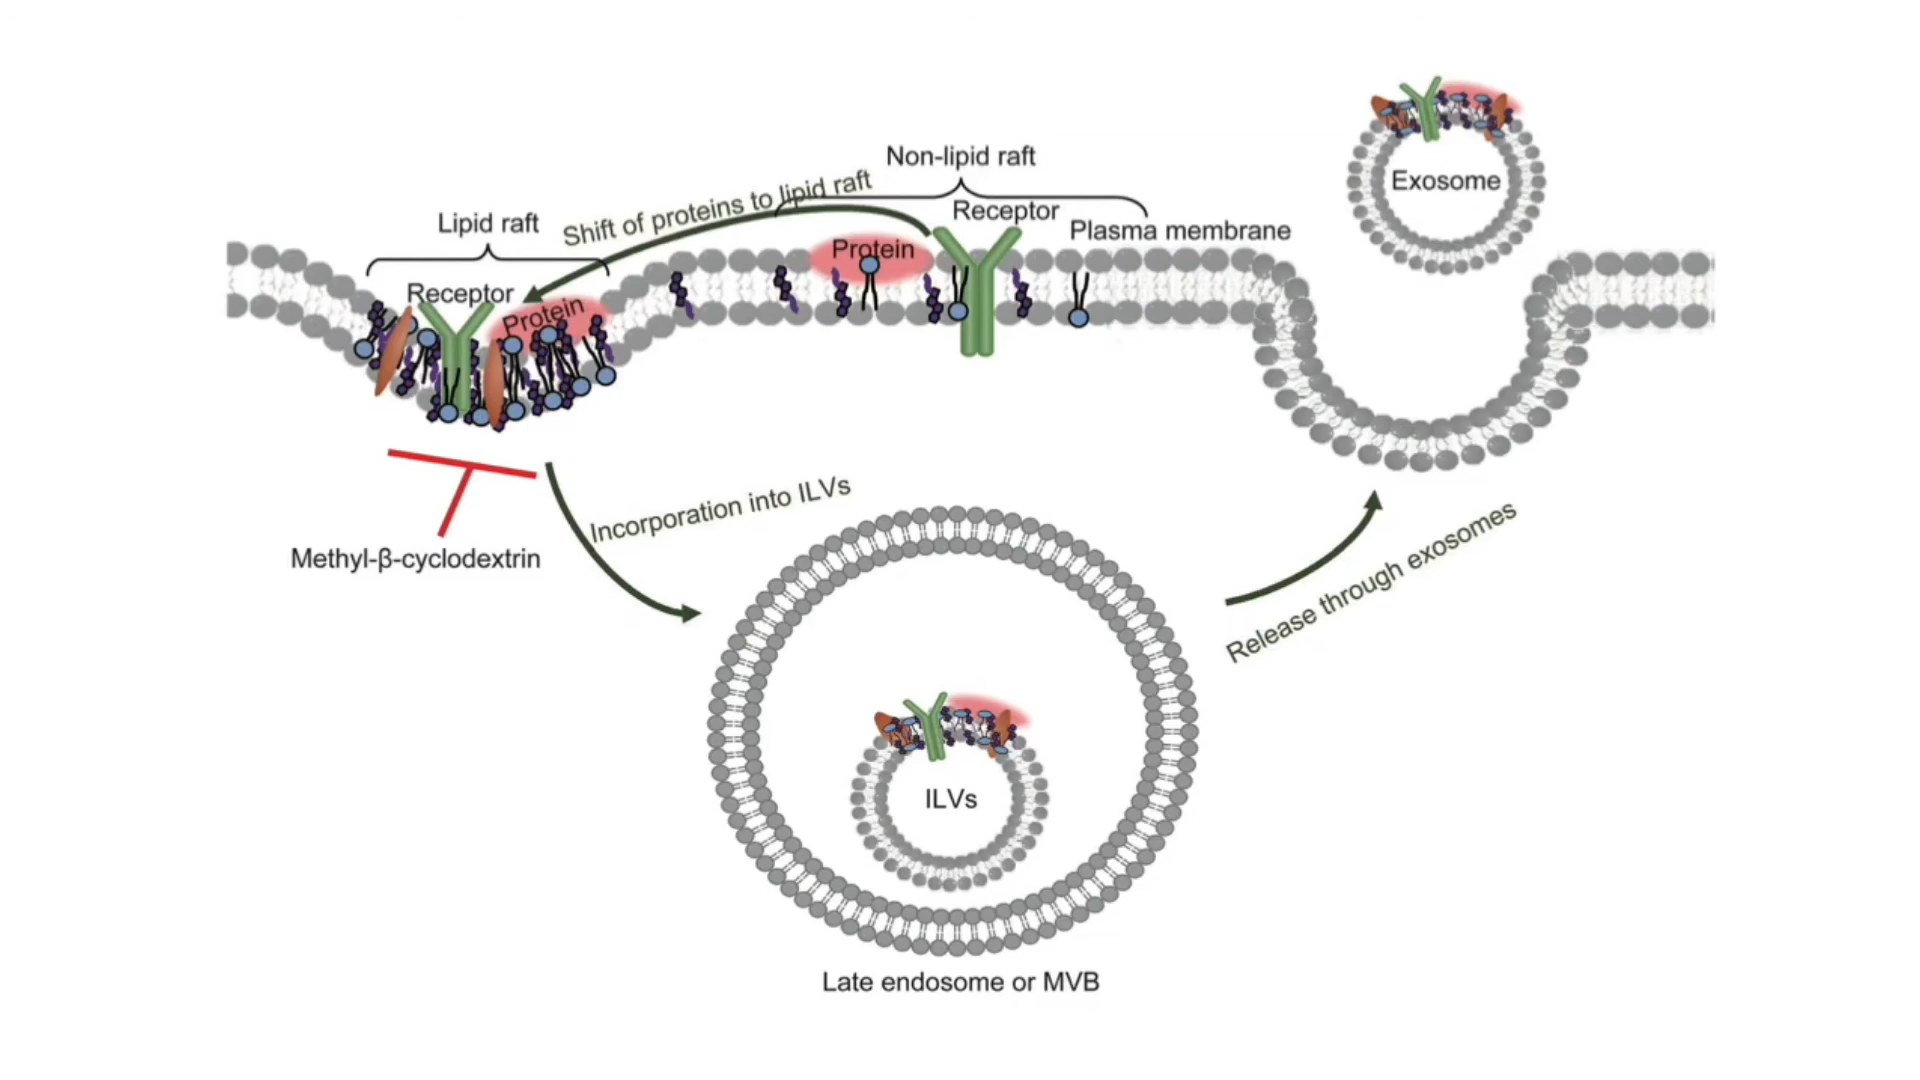 Non-lipid raft
Exosome
Shift of proteins to lipid raft
Lipid raft
Receptor
Plasma membrane
Protein
Receptor
Protein
Incorporation into ILVs
Methyl-β-cyclodextrin
Release through exosomes
ILVs
Late endosome or MVB